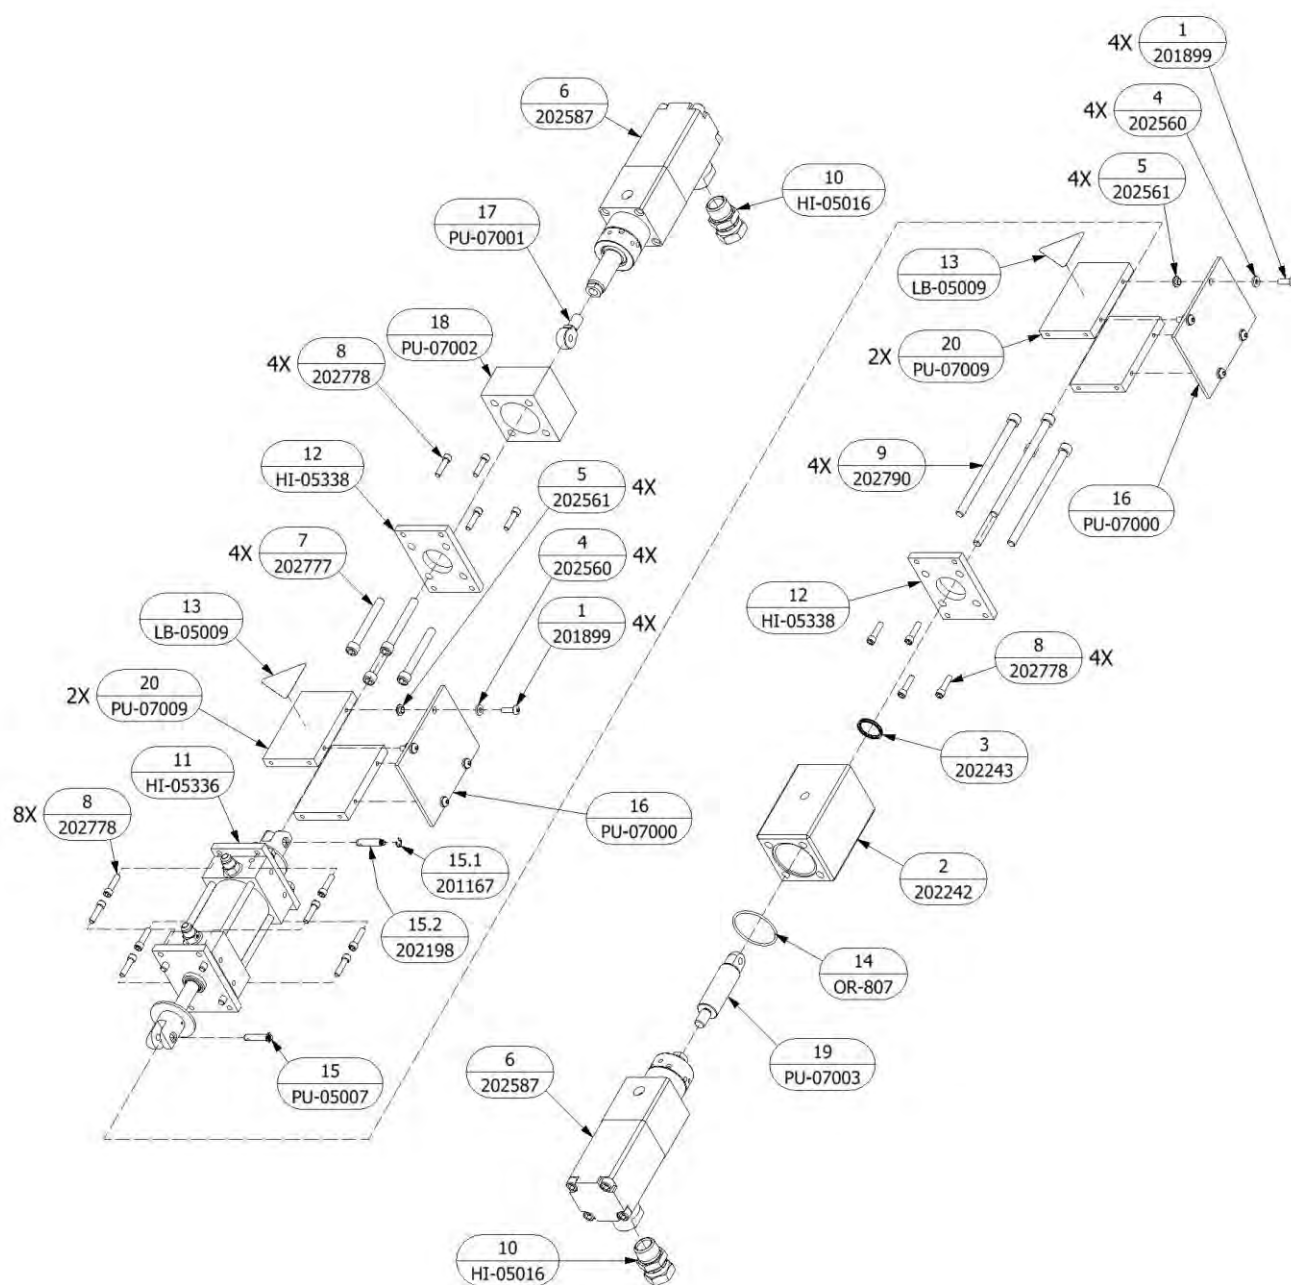 1
4X
201899
4
4X
202560
5
4X
202561
6
202587
10
HI-05016
17
PU-07001
13
LB-05009
18
PU-07002
8
4X
202778
20
2X
PU-07009
12
HI-05338
5
202561
4X
9
4X
202790
16
PU-07000
7
4X
202777
4
202560
4X
12
HI-05338
13
LB-05009
1
201899
4X
8
202778
4X
20
2X
PU-07009
3
202243
11
HI-05336
16
PU-07000
8
8X
202778
15.1
201167
2
202242
15.2
202198
14
OR-807
15
PU-05007
19
PU-07003
6
202587
10
HI-05016